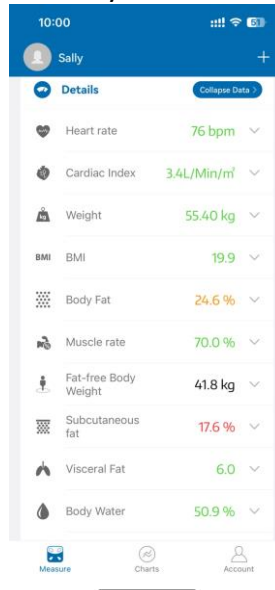 10:00
51
Sally
+
Details
Collapse Data >
Heart rate 76 bpm
Cardiac Index 3.4L/Min/㎡
kg
Weight 55.40 kg
BMI BMI 19.9
Body Fat 24.6 %
Muscle rate 70.0 %
Fat-free Body
Weight 41.8 kg
Subcutaneous
fat 17.6 %
Visceral Fat 6.0
Body Water 50.9 %
Measure Charts Account